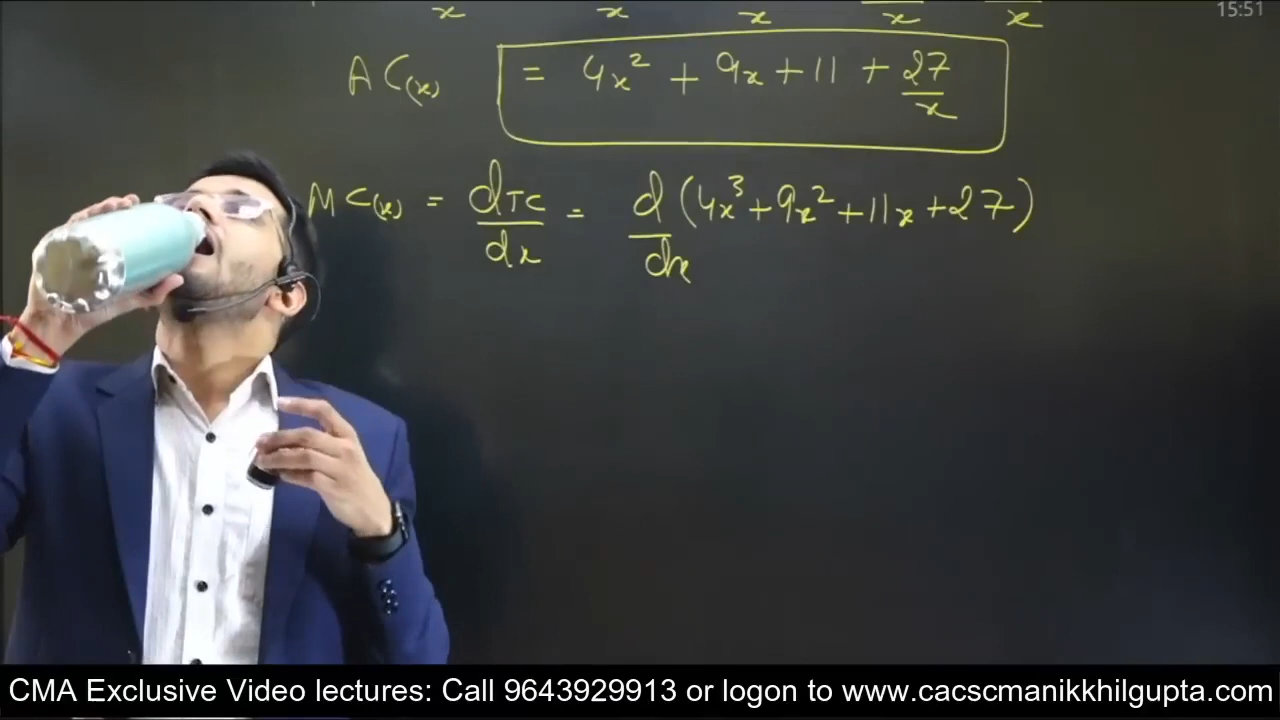 x x x x x
15:51
AC(x) = 4x² + 9x + 11 + 27/x
MC(x) = dTC/dx = d/dx (4x³ + 9x² + 11x + 27)
CMA Exclusive Video lectures: Call 9643929913 or logon to www.cacscmanikkhilgupta.com